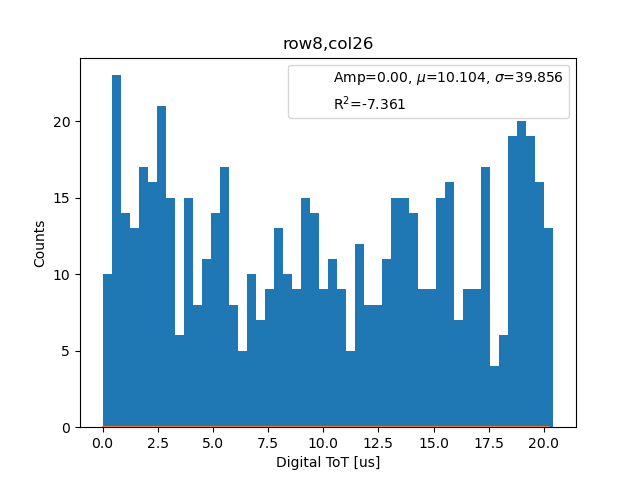 row8,col26
Amp=0.00, μ=10.104, σ=39.856
R²=-7.361
Counts
20
15
10
5
0
0.0 2.5 5.0 7.5 10.0 12.5 15.0 17.5 20.0
Digital ToT [us]